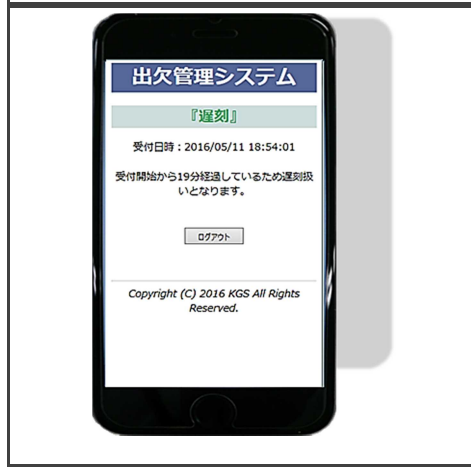 出欠管理システム
『遅刻』
受付日時：2016/05/11 18:54:01
受付開始から19分経過しているため遅刻扱
いとなります。
ログアウト
Copyright (C) 2016 KGS All Rights
Reserved.